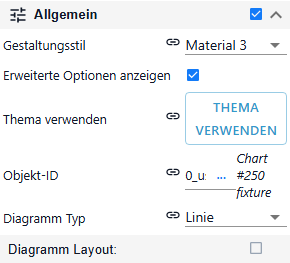 Allgemein
Gestaltungsstil
Material 3
Erweiterte Optionen anzeigen
Thema verwenden
THEMA
VERWENDEN
Objekt-ID
0_u
...
Chart
#250
fixture
Diagramm Typ
Linie
Diagramm Layout: